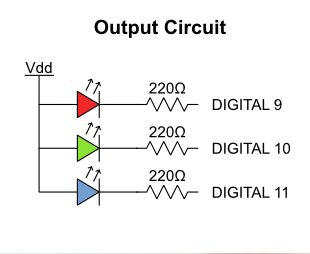 Output Circuit
Vdd
220Ω
DIGITAL 9
220Ω
DIGITAL 10
220Ω
DIGITAL 11